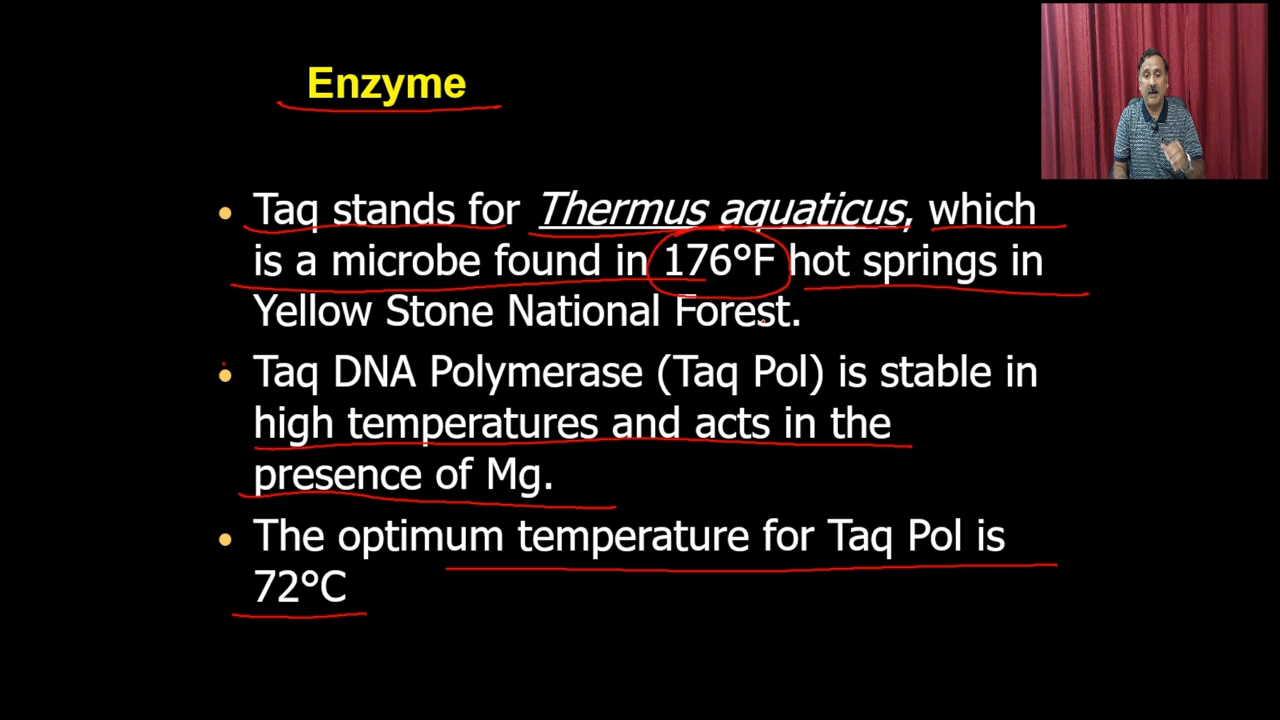 Enzyme
Taq stands for Thermus aquaticus, which
is a microbe found in 176°F hot springs in
Yellow Stone National Forest.
Taq DNA Polymerase (Taq Pol) is stable in
high temperatures and acts in the
presence of Mg.
The optimum temperature for Taq Pol is
72°C